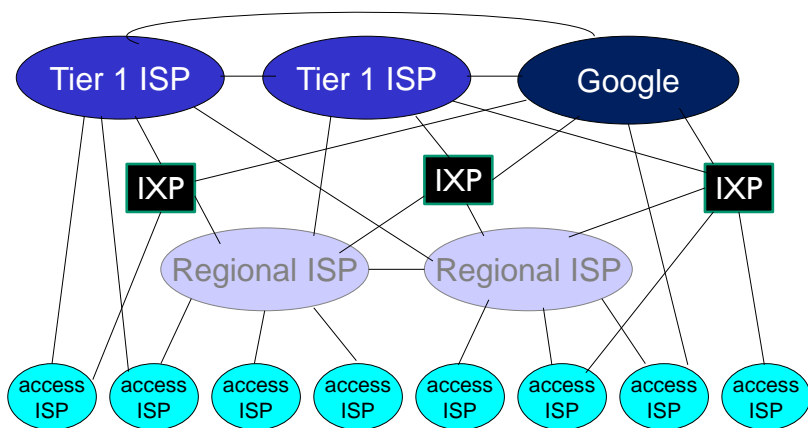 Tier 1 ISP
Tier 1 ISP
Google
IXP
IXP
IXP
Regional ISP
Regional ISP
access
ISP
access
ISP
access
ISP
access
ISP
access
ISP
access
ISP
access
ISP
access
ISP